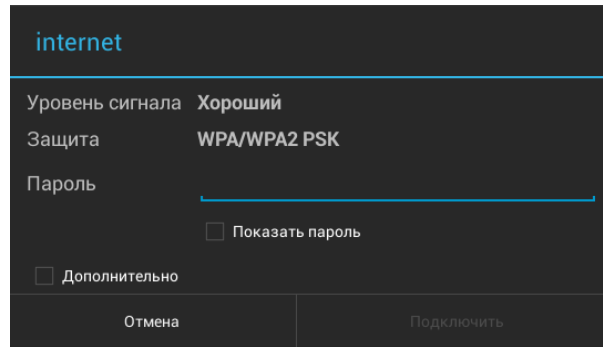 internet
Уровень сигнала Хороший
Защита WPA/WPA2 PSK
Пароль
Показать пароль
Дополнительно
Отмена Подключить